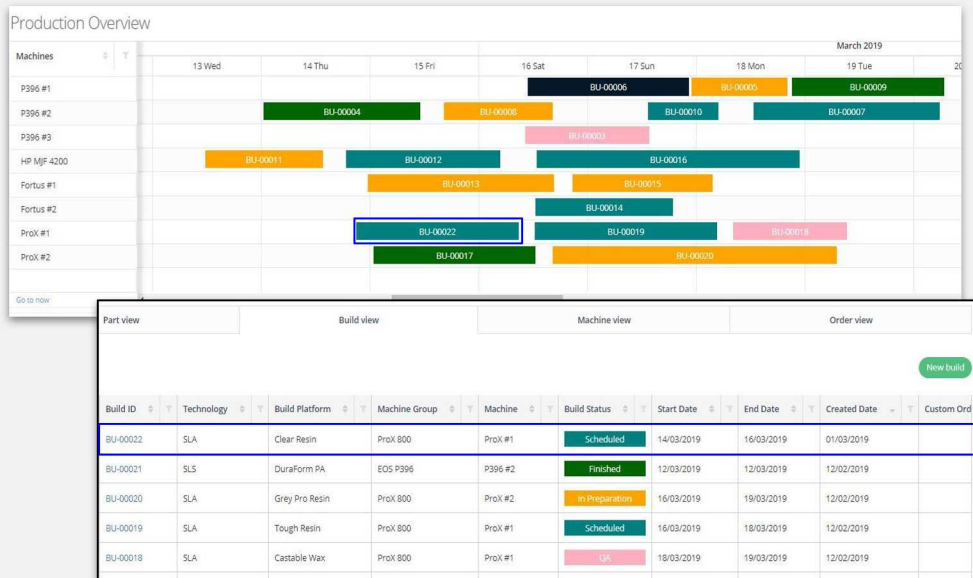 Production Overview
Machines
March 2019
13 Wed 14 Thu 15 Fri 16 Sat 17 Sun 18 Mon 19 Tue 20
P396 #1 BU-00006 BU-00005 BU-00009
P396 #2 BU-00004 BU-00008 BU-00010 BU-00007
P396 #3 BU-00003
HP MJF 4200 BU-00011 BU-00012 BU-00016
Fortus #1 BU-00013 BU-00015
Fortus #2 BU-00014
ProX #1 BU-00022 BU-00019 BU-00018
ProX #2 BU-00017 BU-00020
Go to now
Part view Build view Machine view Order view
New build
Build ID Technology Build Platform Machine Group Machine Build Status Start Date End Date Created Date Custom Ord
BU-00022 SLA Clear Resin ProX 800 ProX #1 Scheduled 14/03/2019 16/03/2019 01/03/2019
BU-00021 SLS DuraForm PA EOS P396 P396 #2 Finished 12/03/2019 12/03/2019 12/02/2019
BU-00020 SLA Grey Pro Resin ProX 800 ProX #2 In Preparation 16/03/2019 19/03/2019 12/02/2019
BU-00019 SLA Tough Resin ProX 800 ProX #1 Scheduled 16/03/2019 18/03/2019 12/02/2019
BU-00018 SLA Castable Wax ProX 800 ProX #1 QA 18/03/2019 19/03/2019 12/02/2019